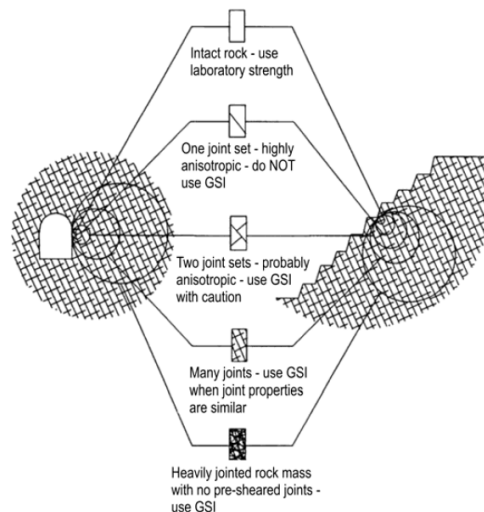 Intact rock - use
laboratory strength
One joint set - highly
anisotropic - do NOT
use GSI
Two joint sets - probably
anisotropic - use GSI
with caution
Many joints - use GSI
when joint properties
are similar
Heavily jointed rock mass
with no pre-sheared joints -
use GSI